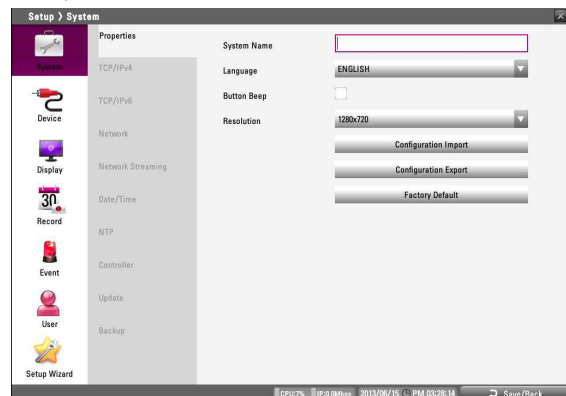 Setup > System
System
Device
Display
30
Record
Event
User
Setup Wizard
Properties
TCP/IPv4
TCP/IPv6
Network
Network Streaming
Date/Time
NTP
Controller
Update
Backup
System Name
Language ENGLISH
Button Beep
Resolution 1280x720
Configuration Import
Configuration Export
Factory Default
CPU:7% IP:0.0Mbps 2013/06/15 PM 03:28:14 Save/Back